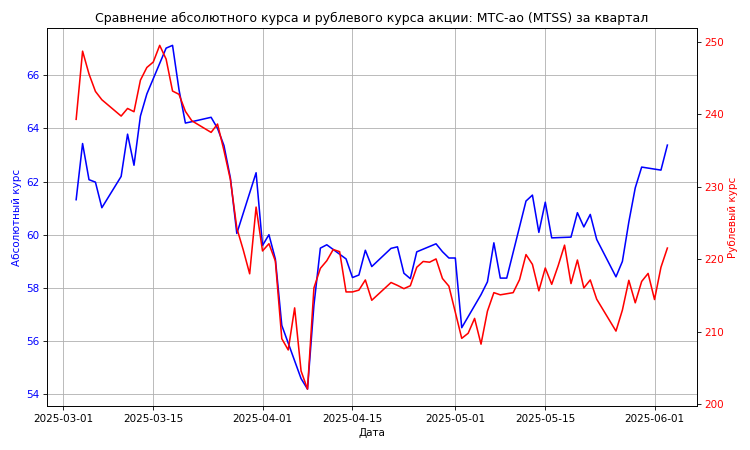 Сравнение абсолютного курса и рублевого курса акции: МТС-ао (MTSS) за квартал
Абсолютный курс
66
64
62
60
58
56
54
250
240
230
220
210
200
Рублевый курс
2025-03-01 2025-03-15 2025-04-01 2025-04-15 2025-05-01 2025-05-15 2025-06-01
Дата